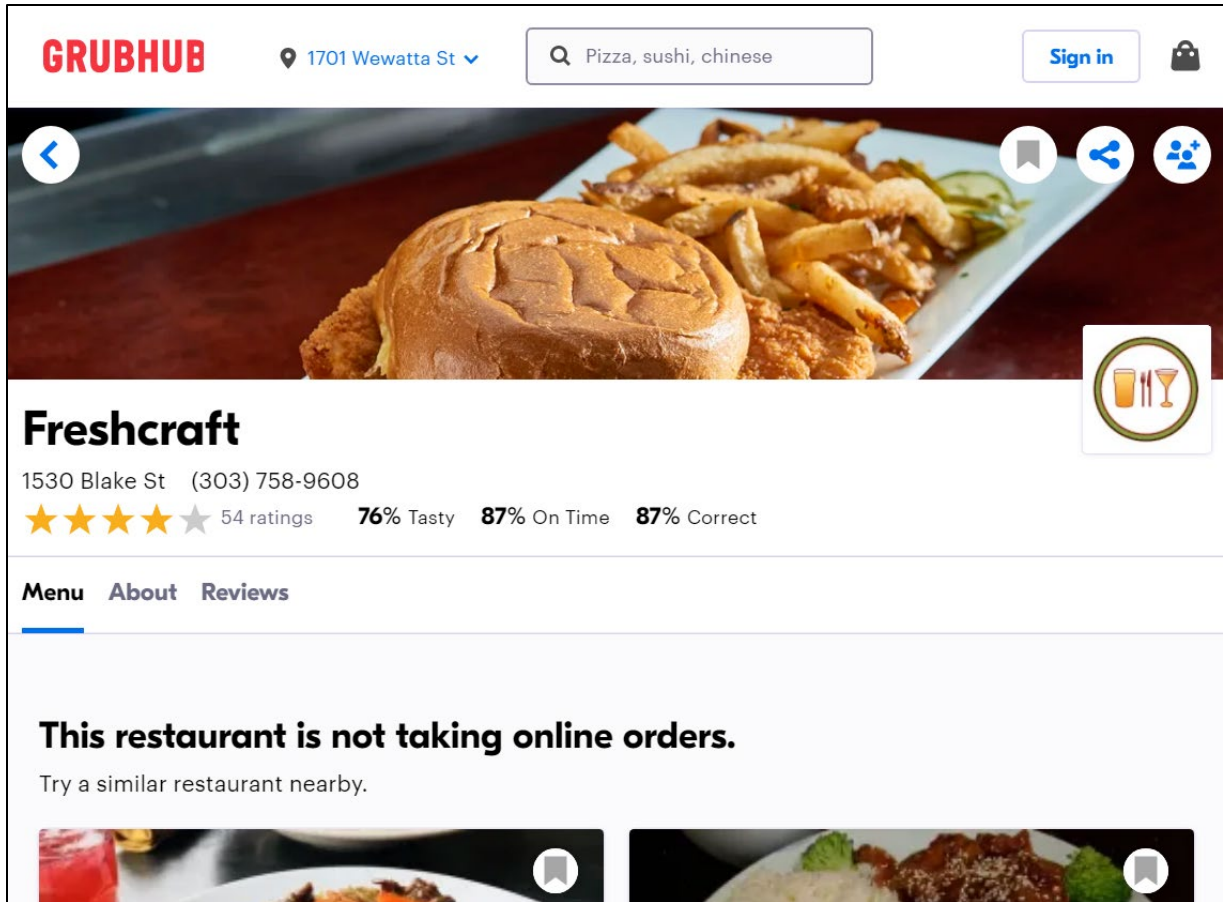 GRUBHUB
1701 Wewatta St
Pizza, sushi, chinese
Sign in
Freshcraft
1530 Blake St (303) 758-9608
54 ratings 76% Tasty 87% On Time 87% Correct
Menu About Reviews
This restaurant is not taking online orders.
Try a similar restaurant nearby.